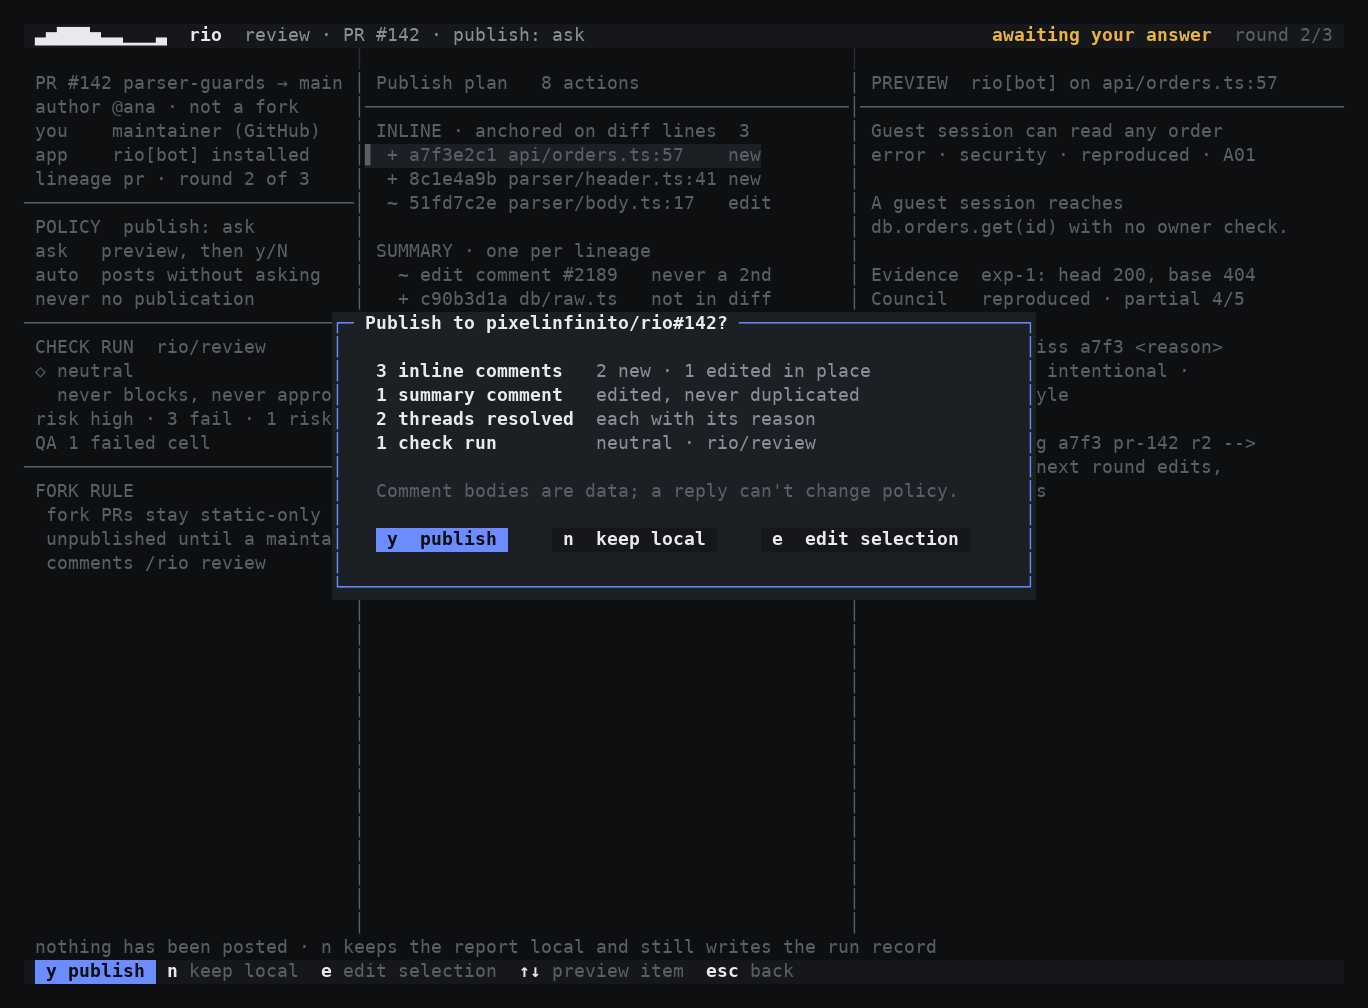 rio review · PR #142 · publish: ask awaiting your answer round 2/3
PR #142 parser-guards → main
author @ana · not a fork
you maintainer (GitHub)
app rio[bot] installed
lineage pr · round 2 of 3
POLICY publish: ask
ask preview, then y/N
auto posts without asking
never no publication
CHECK RUN rio/review
◇ neutral
never blocks, never appro
risk high · 3 fail · 1 risk
QA 1 failed cell
FORK RULE
fork PRs stay static-only
unpublished until a mainta
comments /rio review
Publish plan 8 actions
INLINE · anchored on diff lines 3
+ a7f3e2c1 api/orders.ts:57 new
+ 8c1e4a9b parser/header.ts:41 new
~ 51fd7c2e parser/body.ts:17 edit
SUMMARY · one per lineage
~ edit comment #2189 never a 2nd
+ c90b3d1a db/raw.ts not in diff
PREVIEW rio[bot] on api/orders.ts:57
Guest session can read any order
error · security · reproduced · A01
A guest session reaches
db.orders.get(id) with no owner check.
Evidence exp-1: head 200, base 404
Council reproduced · partial 4/5
iss a7f3 <reason>
intentional ·
yle
g a7f3 pr-142 r2 -->
next round edits,
s
Publish to pixelinfinito/rio#142?
3 inline comments 2 new · 1 edited in place
1 summary comment edited, never duplicated
2 threads resolved each with its reason
1 check run neutral · rio/review
Comment bodies are data; a reply can't change policy.
y publish n keep local e edit selection
nothing has been posted · n keeps the report local and still writes the run record
y publish n keep local e edit selection ↑↓ preview item esc back